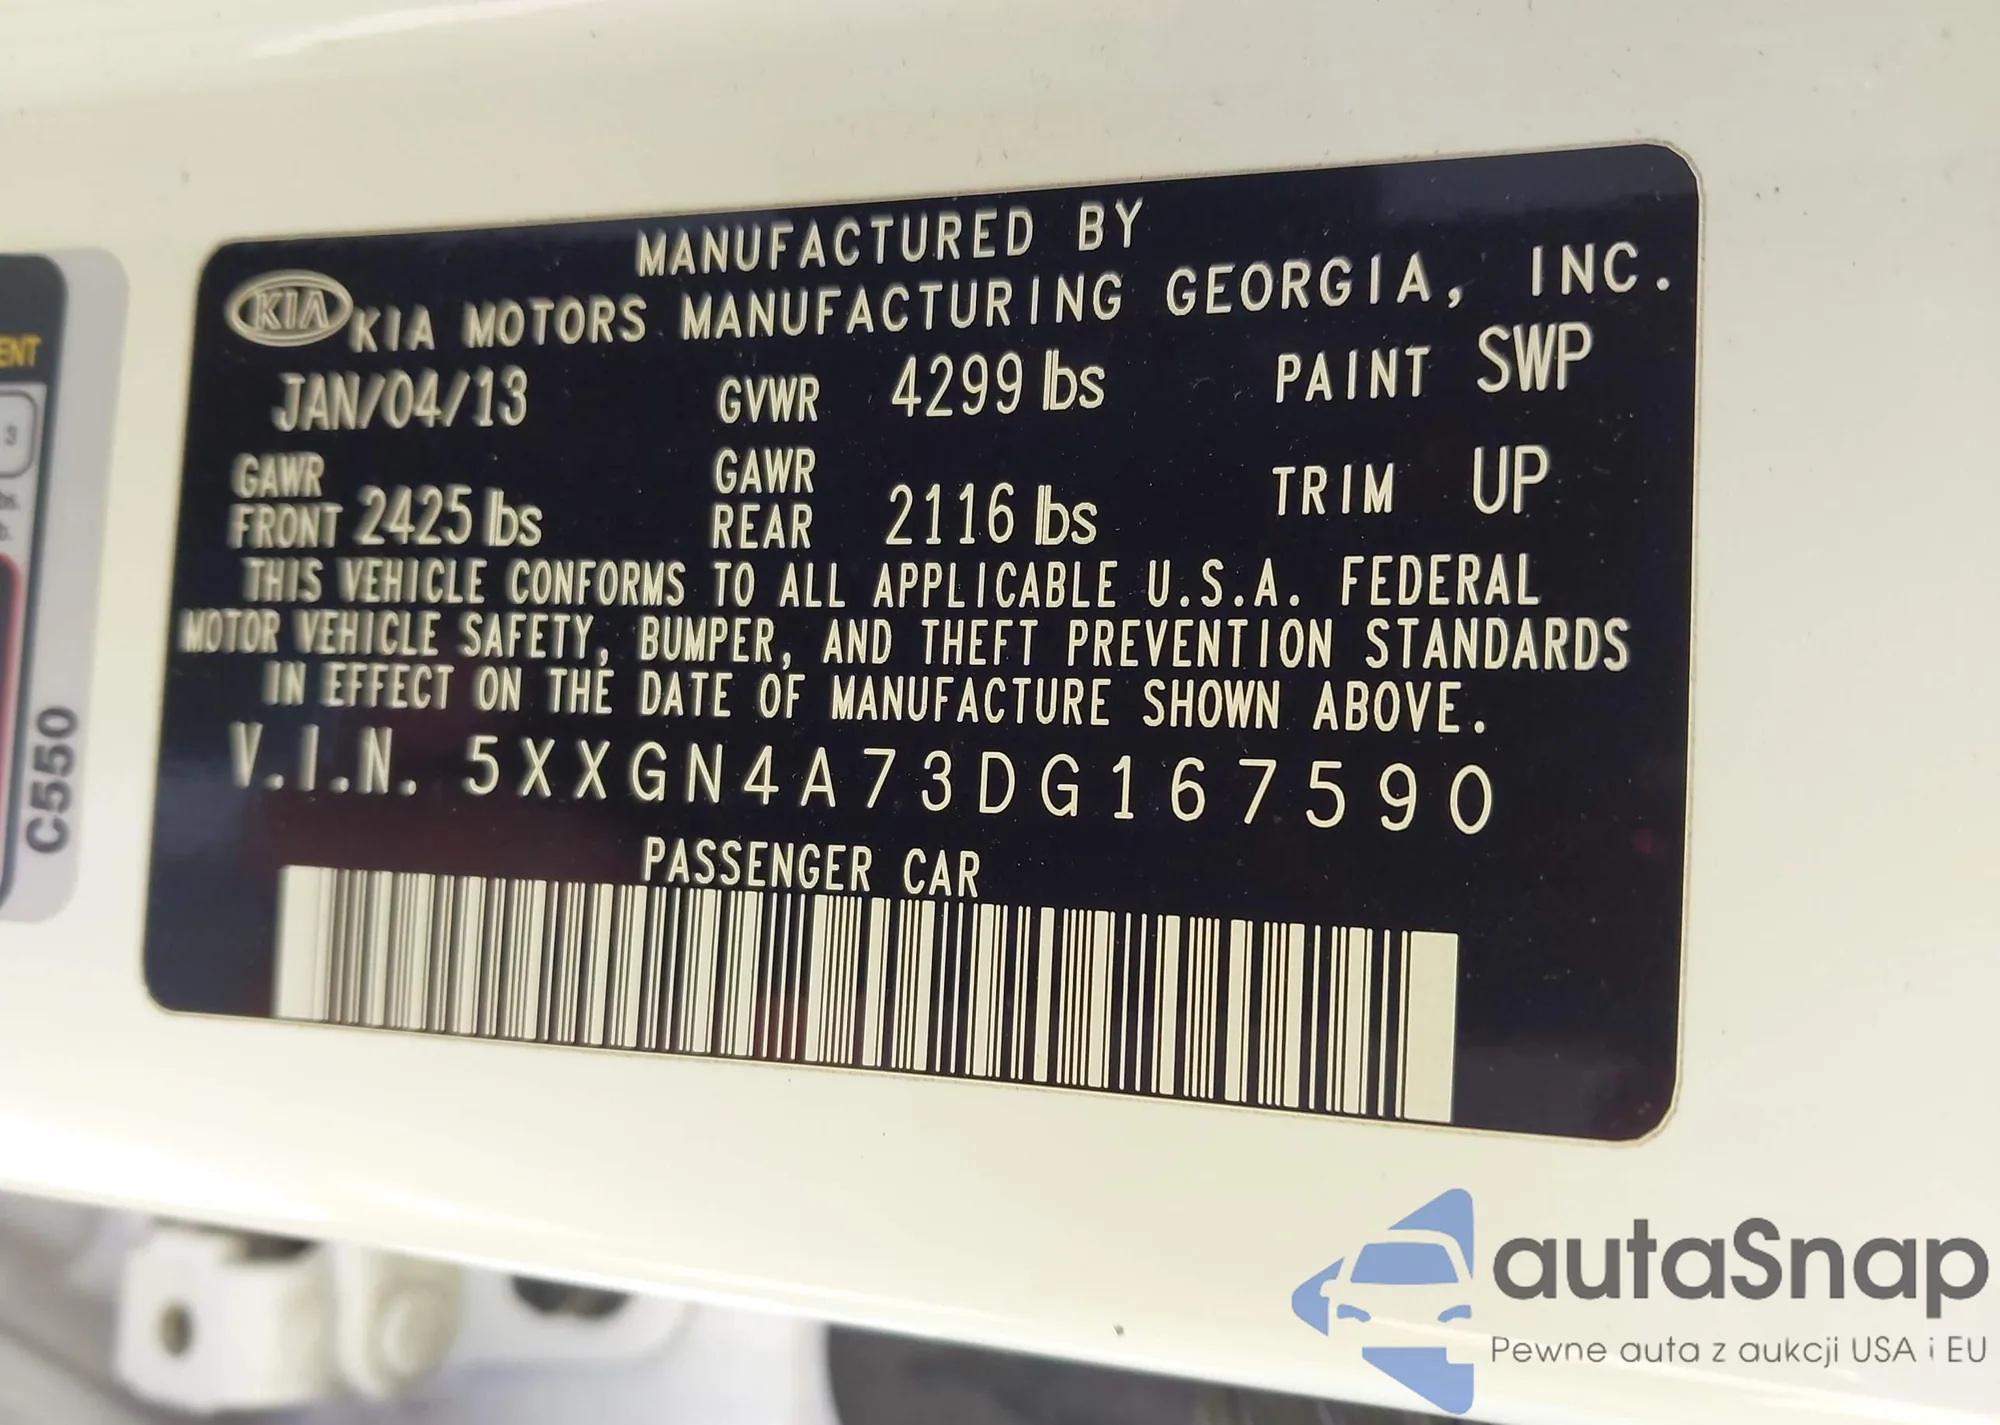 MANUFACTURED BY
KIA KIA MOTORS MANUFACTURING GEORGIA, INC.
JAN/04/13 GVWR 4299 lbs PAINT SWP
GAWR FRONT 2425 lbs GAWR REAR 2116 lbs TRIM UP
THIS VEHICLE CONFORMS TO ALL APPLICABLE U.S.A. FEDERAL
MOTOR VEHICLE SAFETY, BUMPER, AND THEFT PREVENTION STANDARDS
IN EFFECT ON THE DATE OF MANUFACTURE SHOWN ABOVE.
V.I.N. 5XXGN4A73DG167590
PASSENGER CAR
C550
3
autaSnap
Pewne auta z aukcji USA i EU